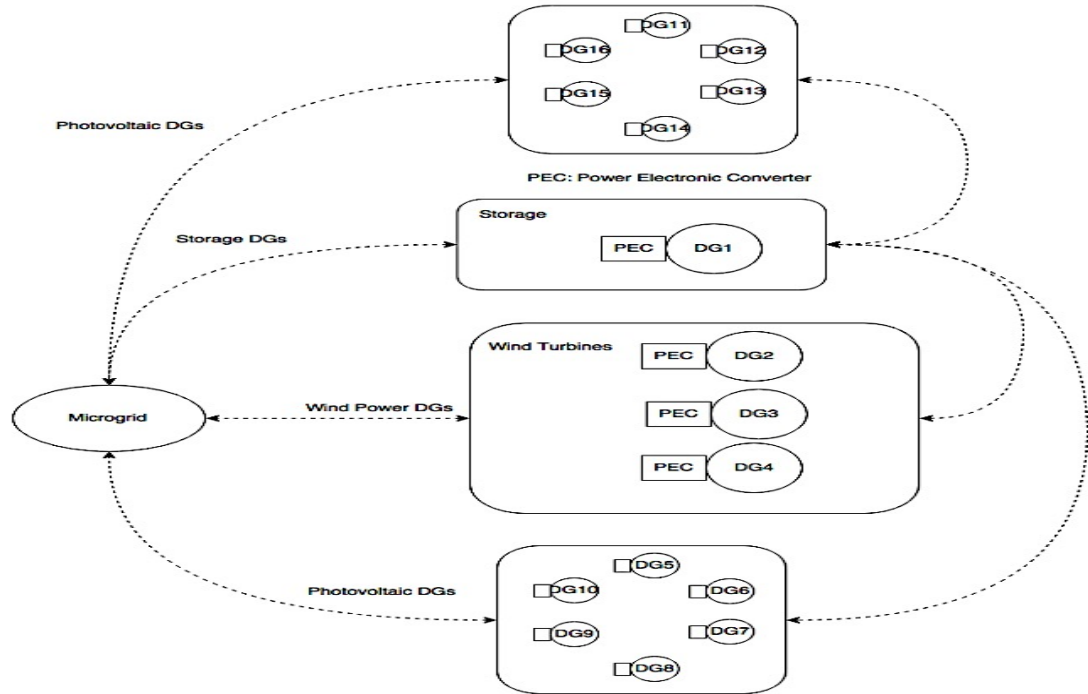 DG11
DG16
DG12
DG15
DG13
DG14
Photovoltaic DGs
PEC: Power Electronic Converter
Storage
Storage DGs
PEC
DG1
Wind Turbines
PEC
DG2
Wind Power DGs
Microgrid
PEC
DG3
PEC
DG4
Photovoltaic DGs
DG5
DG10
DG6
DG9
DG7
DG8